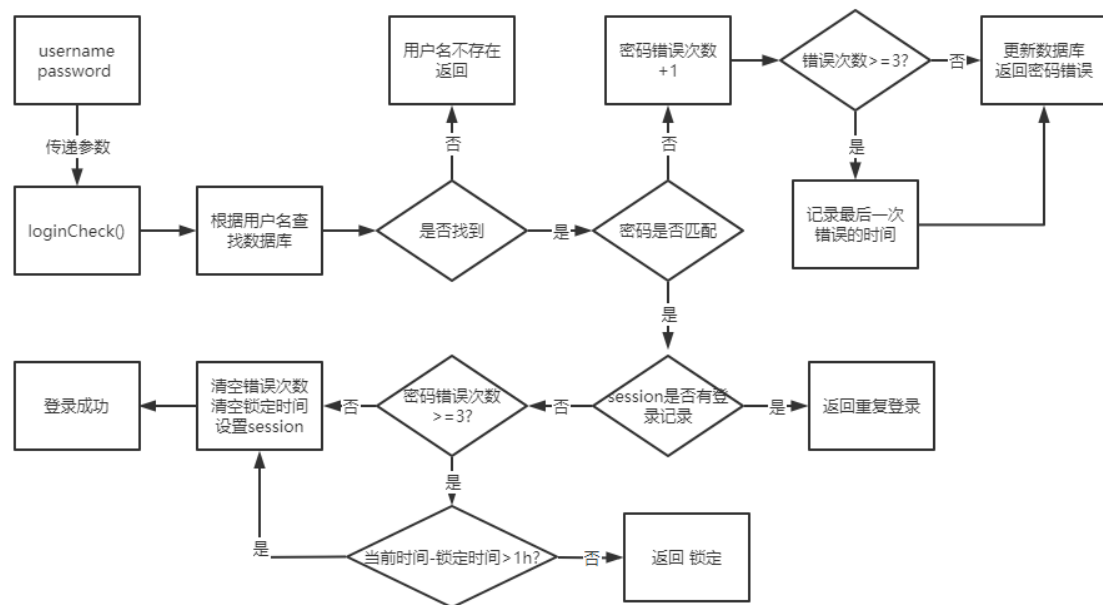 username
password
传递参数
loginCheck()
根据用户名查
找数据库
是否找到
否
用户名不存在
返回
是
密码是否匹配
否
密码错误次数
+1
错误次数>=3?
否
更新数据库
返回密码错误
是
记录最后一次
错误的时间
是
session是否有登
录记录
是
返回重复登录
否
密码错误次数
>=3?
否
清空错误次数
清空锁定时间
设置session
登录成功
是
当前时间-锁定时间>1h?
是
否
返回 锁定